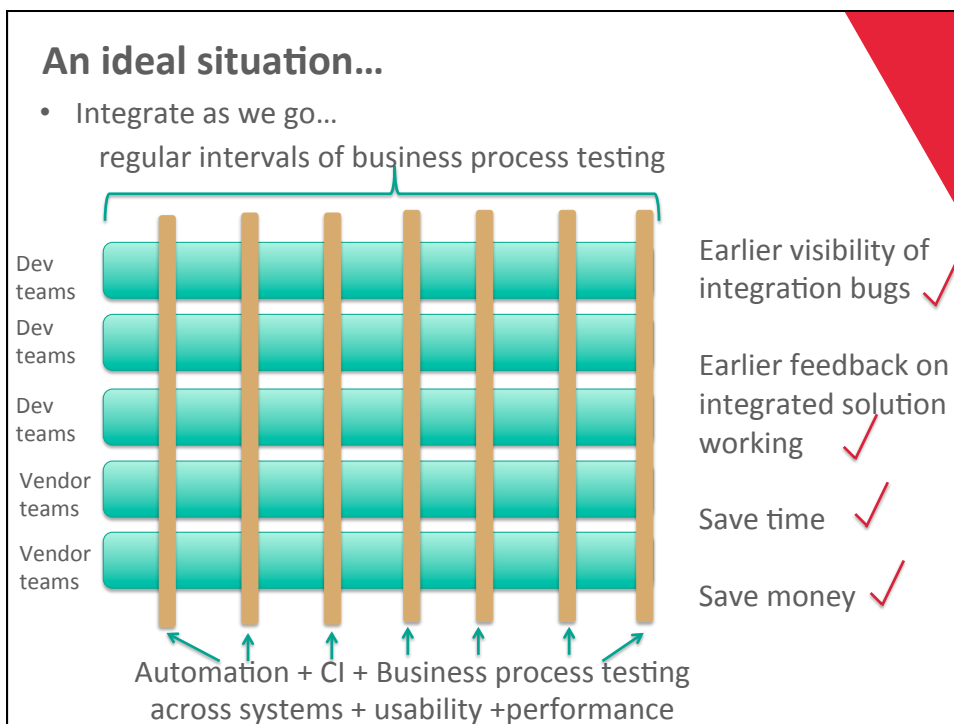 An ideal situation…
• Integrate as we go…
regular intervals of business process testing
Dev
teams
Dev
teams
Dev
teams
Vendor
teams
Vendor
teams
Earlier visibility of
integration bugs
Earlier feedback on
integrated solution
working
Save time
Save money
Automation + CI + Business process testing
across systems + usability +performance